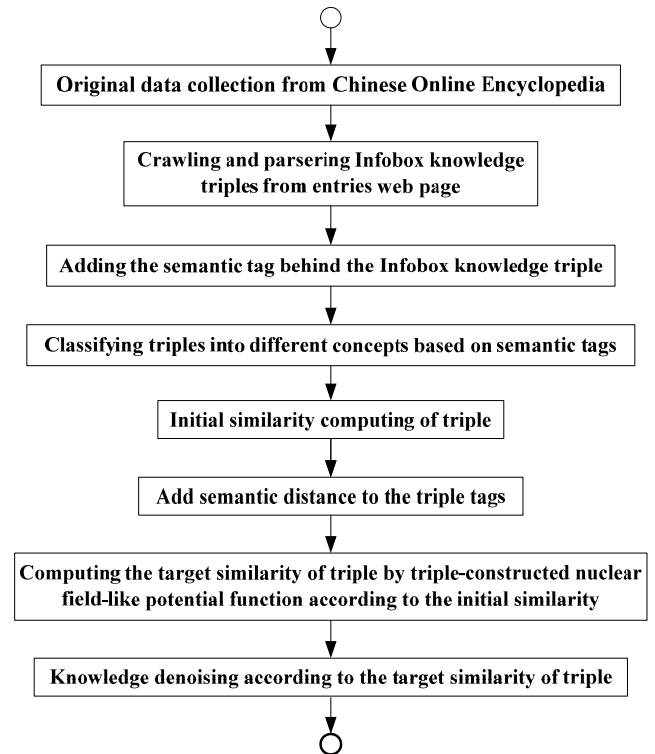 Original data collection from Chinese Online Encyclopedia
Crawling and parsering Infobox knowledge
triples from entries web page
Adding the semantic tag behind the Infobox knowledge triple
Classifying triples into different concepts based on semantic tags
Initial similarity computing of triple
Add semantic distance to the triple tags
Computing the target similarity of triple by triple-constructed nuclear
field-like potential function according to the initial similarity
Knowledge denoising according to the target similarity of triple